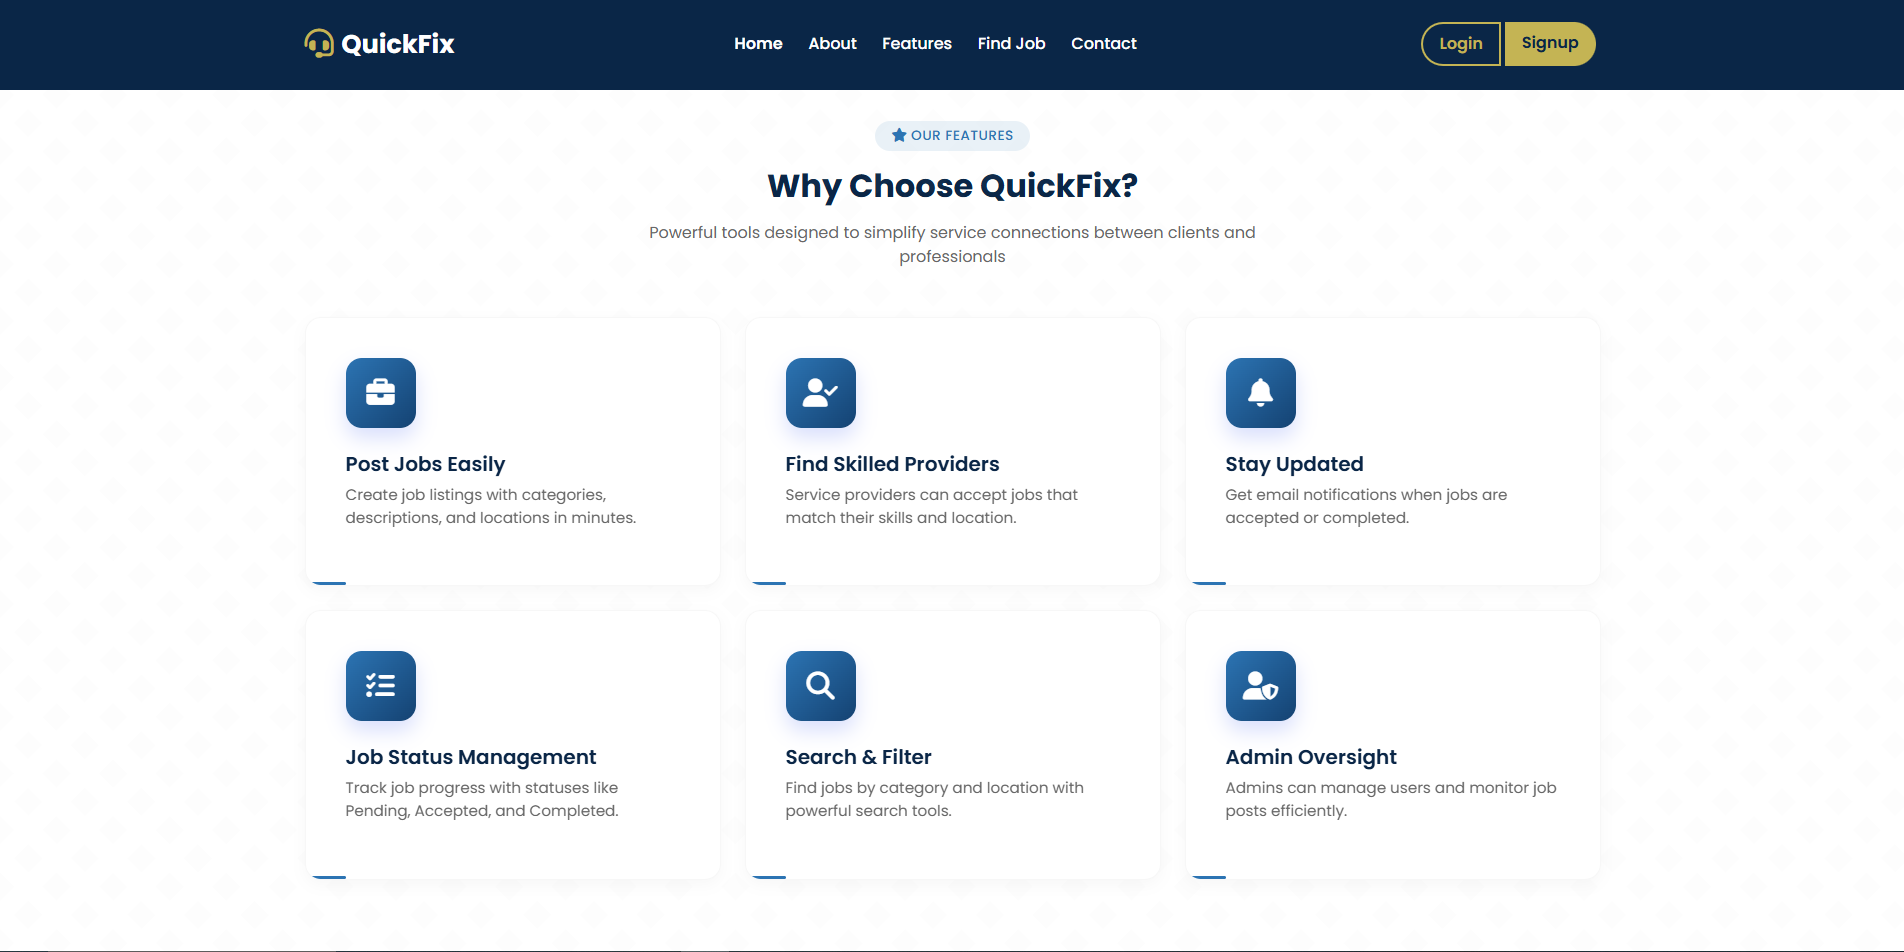 QuickFix
Home
About
Features
Find Job
Contact
Login
Signup
OUR FEATURES
Why Choose QuickFix?
Powerful tools designed to simplify service connections between clients and
professionals
Post Jobs Easily
Create job listings with categories,
descriptions, and locations in minutes.
Find Skilled Providers
Service providers can accept jobs that
match their skills and location.
Stay Updated
Get email notifications when jobs are
accepted or completed.
Job Status Management
Track job progress with statuses like
Pending, Accepted, and Completed.
Search & Filter
Find jobs by category and location with
powerful search tools.
Admin Oversight
Admins can manage users and monitor job
posts efficiently.